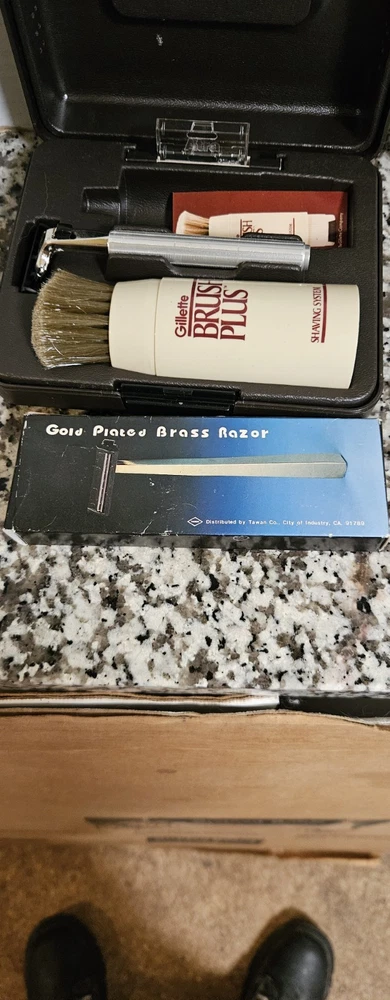 Gillette
BRUSH
PLUS
SHAVING SYSTEM
Gold Plated Brass Razor
Distributed by Tawan Co., City of Industry, CA. 91789